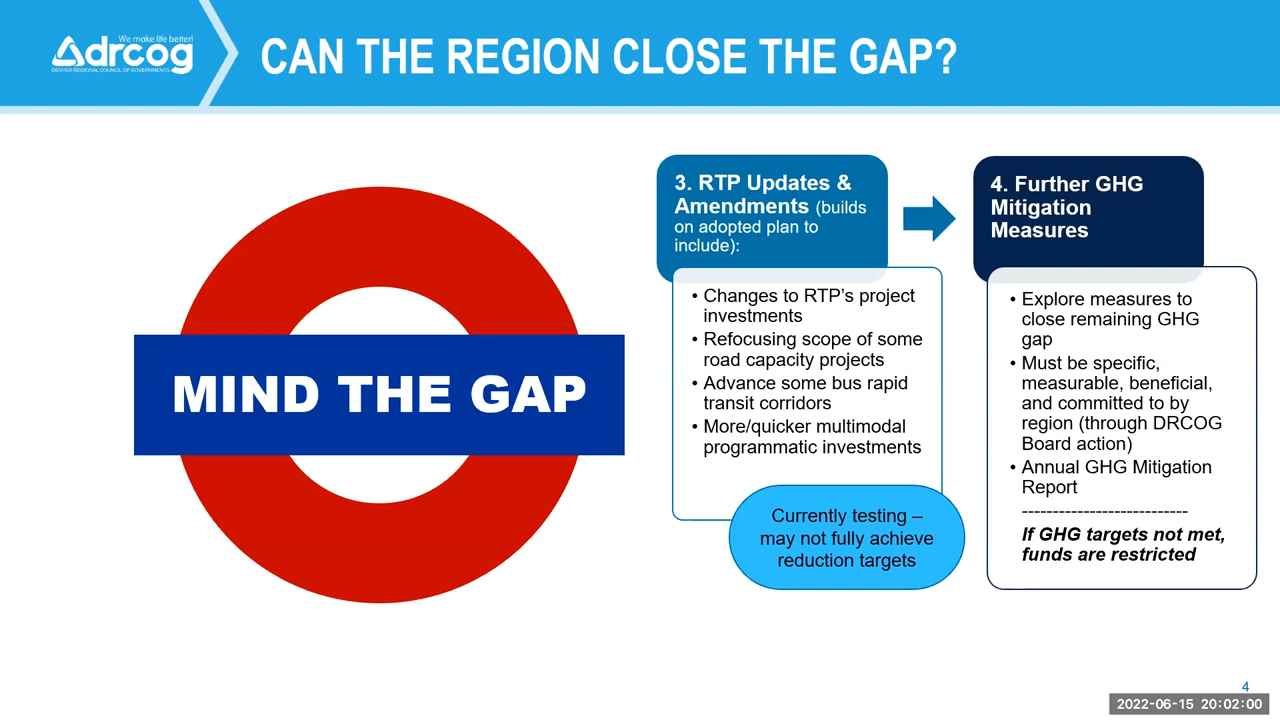 We make life better!
drcog
DENVER REGIONAL COUNCIL OF GOVERNMENTS
CAN THE REGION CLOSE THE GAP?
MIND THE GAP
3. RTP Updates &
Amendments (builds
on adopted plan to
include):
• Changes to RTP’s project
investments
• Refocusing scope of some
road capacity projects
• Advance some bus rapid
transit corridors
• More/quicker multimodal
programmatic investments
Currently testing –
may not fully achieve
reduction targets
4. Further GHG
Mitigation
Measures
• Explore measures to
close remaining GHG
gap
• Must be specific,
measurable, beneficial,
and committed to by
region (through DRCOG
Board action)
• Annual GHG Mitigation
Report
---------------------------
If GHG targets not met,
funds are restricted
4
2022-06-15 20:02:00